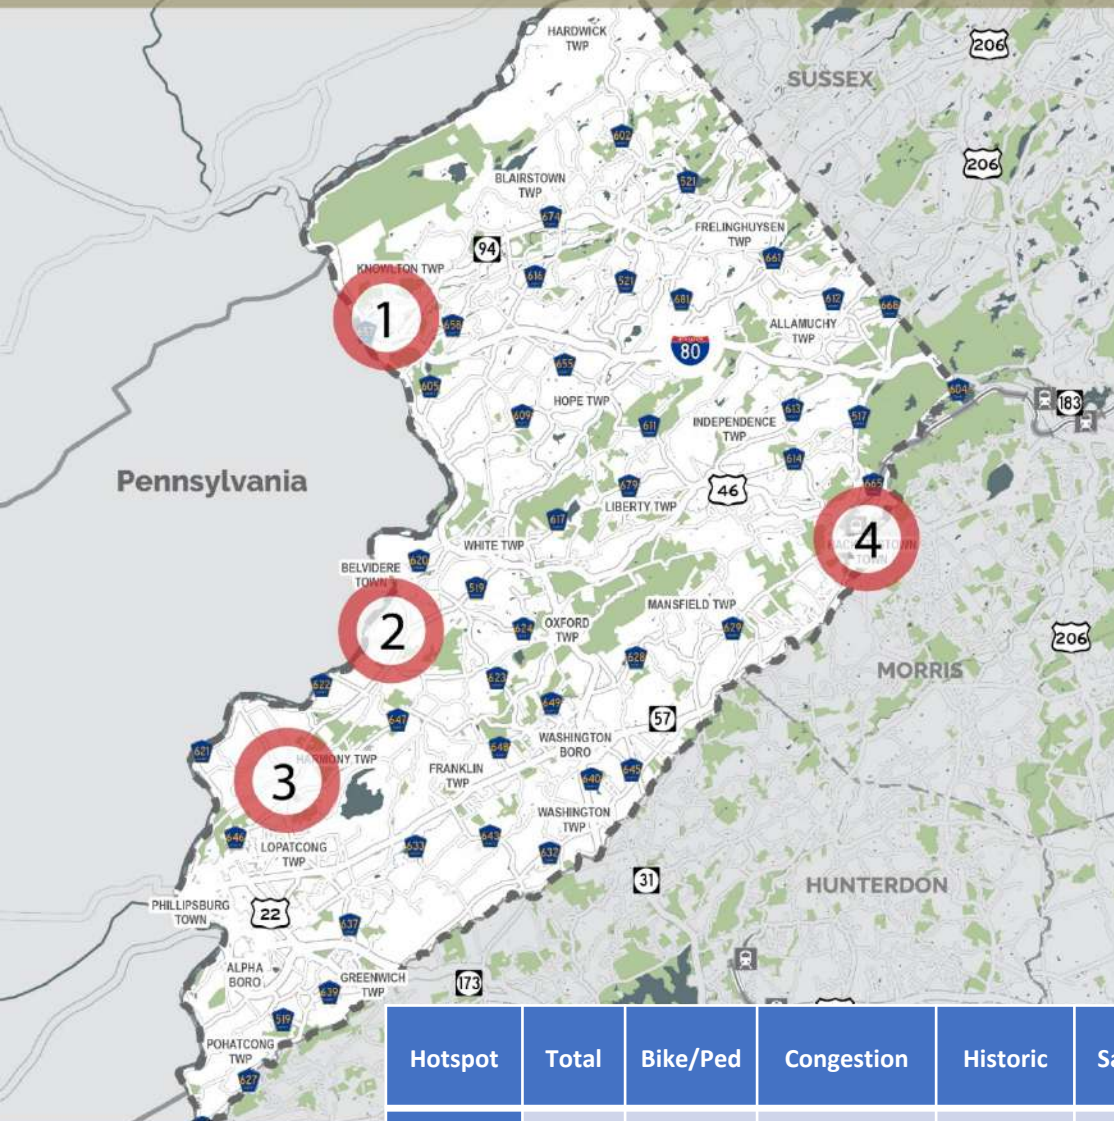 HARDWICK
TWP
206
SUSSEX
602
206
BLAIRSTOWN
TWP
521
674
94
FRELINGHUYSEN
TWP
661
KNOWLTON TWP
616
521
681
612
668
1
658
ALLAMUCHY
TWP
80
655
605
604
183
HOPE TWP
609
613
517
611
INDEPENDENCE
TWP
614
Pennsylvania
679
46
665
LIBERTY TWP
617
4
WHITE TWP
620
BELVIDERE
TOWN
519
MANSFIELD TWP
2
624
OXFORD
TWP
629
206
628
MORRIS
622
623
649
647
57
621
648
WASHINGTON
BORO
HARMONY TWP
3
FRANKLIN
TWP
640
645
WASHINGTON
TWP
646
633
643
632
LOPATCONG
TWP
31
HUNTERDON
PHILLIPSBURG
TOWN
22
637
ALPHA
BORO
GREENWICH
TWP
173
639
519
POHATCONG
TWP
627
Hotspot Total Bike/Ped Congestion Historic Sa